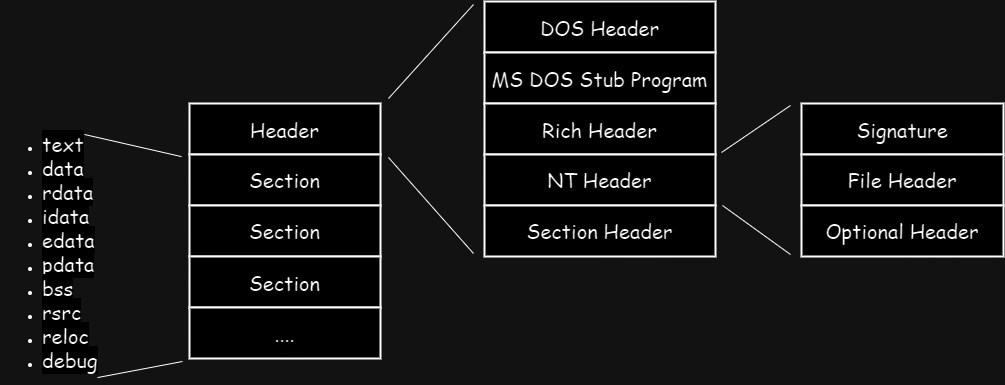 text
data
rdata
idata
edata
pdata
bss
rsrc
reloc
debug
Header
Section
Section
Section
....
DOS Header
MS DOS Stub Program
Rich Header
NT Header
Section Header
Signature
File Header
Optional Header